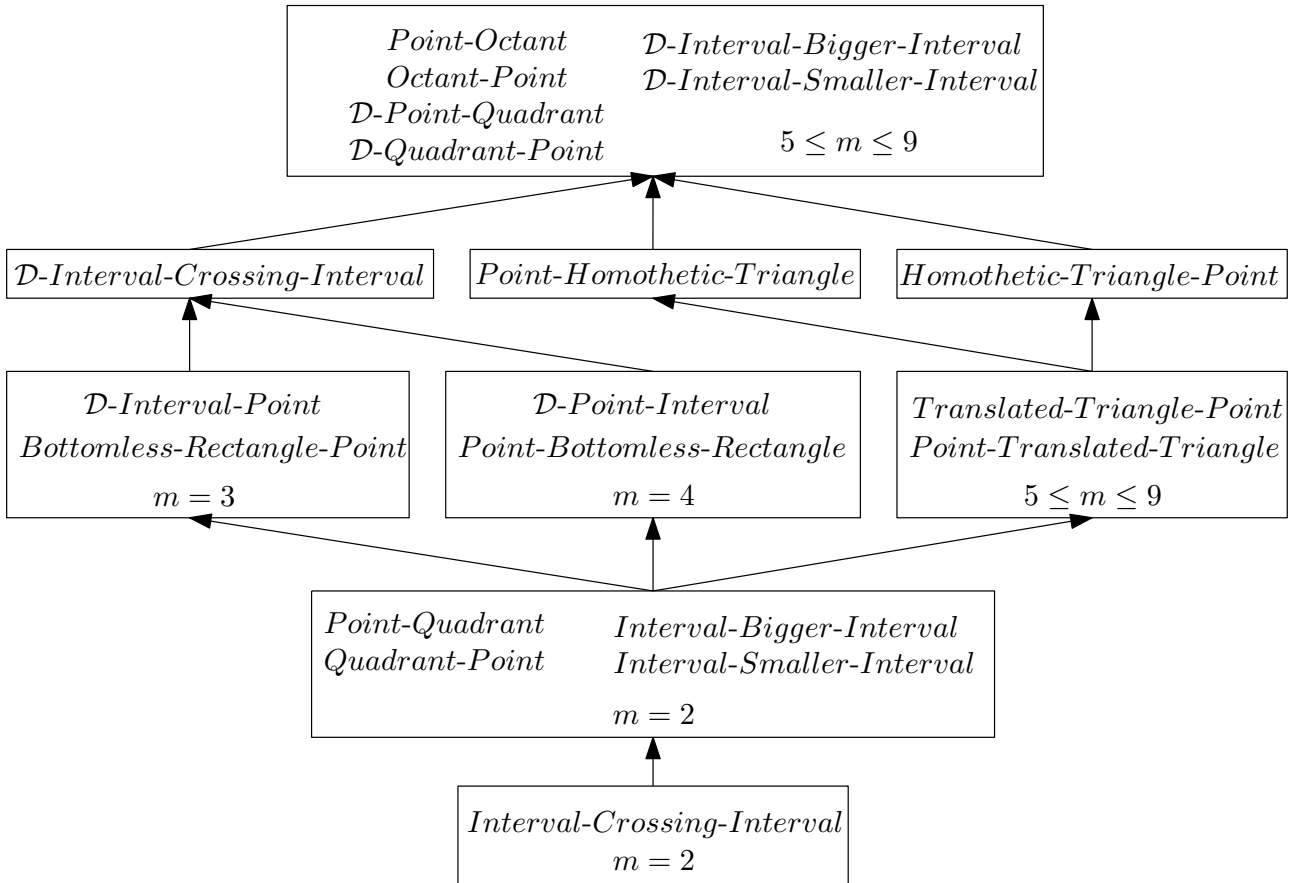 Point-Octant
Octant-Point
𝒟-Point-Quadrant
𝒟-Quadrant-Point
𝒟-Interval-Bigger-Interval
𝒟-Interval-Smaller-Interval
5 ≤ m ≤ 9
𝒟-Interval-Crossing-Interval
Point-Homothetic-Triangle
Homothetic-Triangle-Point
𝒟-Interval-Point
Bottomless-Rectangle-Point
m = 3
𝒟-Point-Interval
Point-Bottomless-Rectangle
m = 4
Translated-Triangle-Point
Point-Translated-Triangle
5 ≤ m ≤ 9
Point-Quadrant
Quadrant-Point
Interval-Bigger-Interval
Interval-Smaller-Interval
m = 2
Interval-Crossing-Interval
m = 2